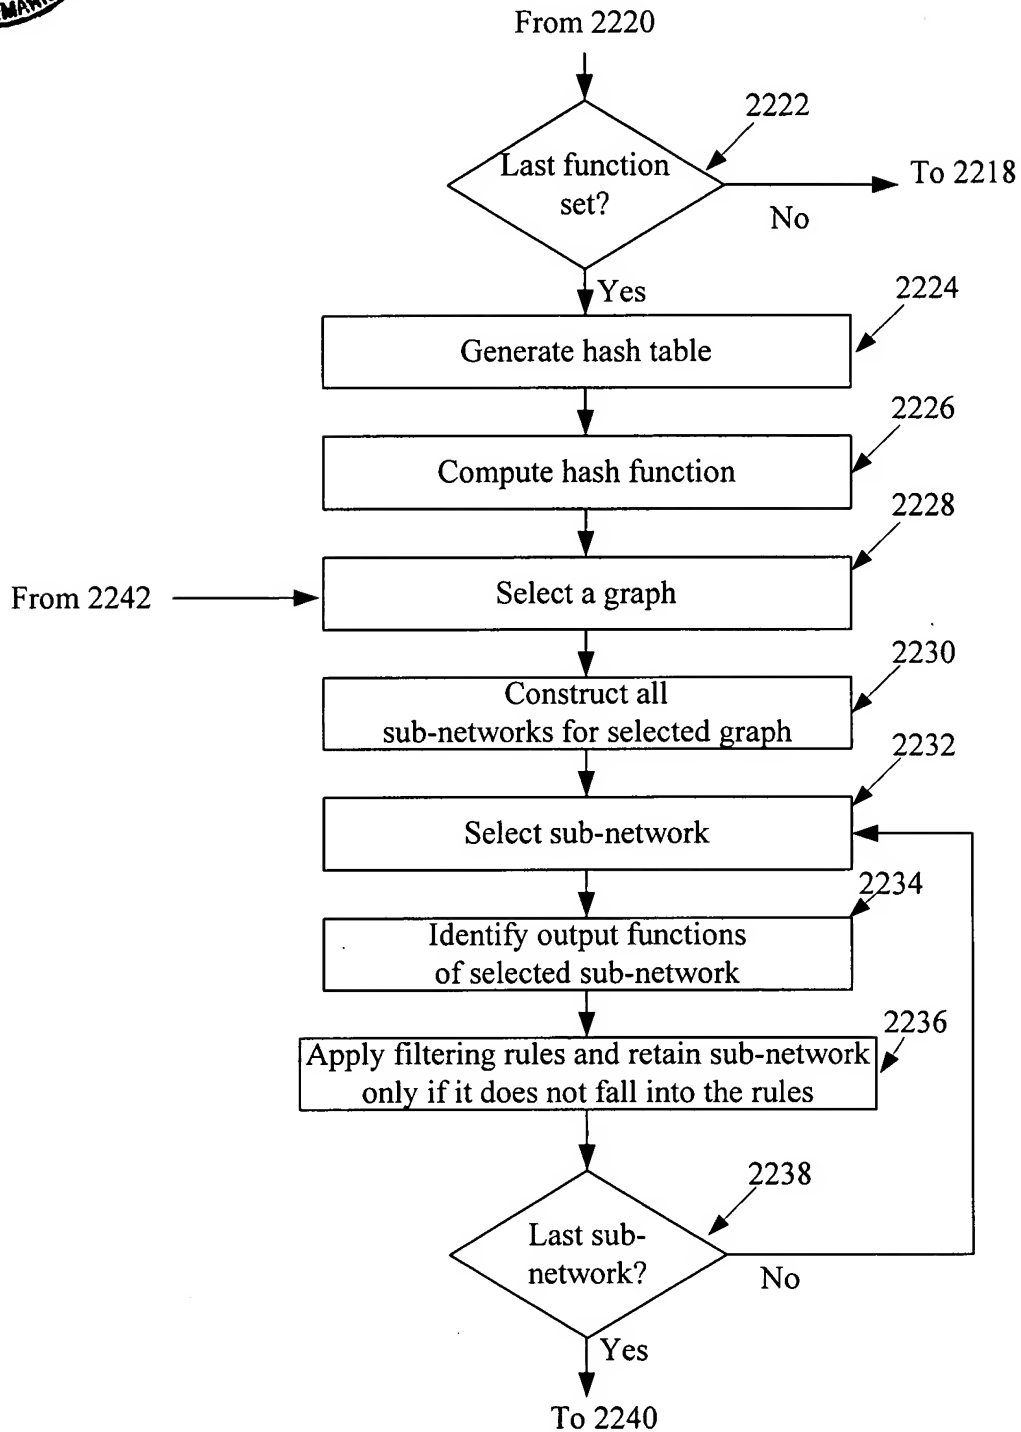 From 2220
2222
Last function
set?
To 2218
No
Yes
2224
Generate hash table
2226
Compute hash function
2228
From 2242
Select a graph
2230
Construct all
sub-networks for selected graph
2232
Select sub-network
2234
Identify output functions
of selected sub-network
2236
Apply filtering rules and retain sub-network
only if it does not fall into the rules
2238
Last sub-
network?
No
Yes
To 2240